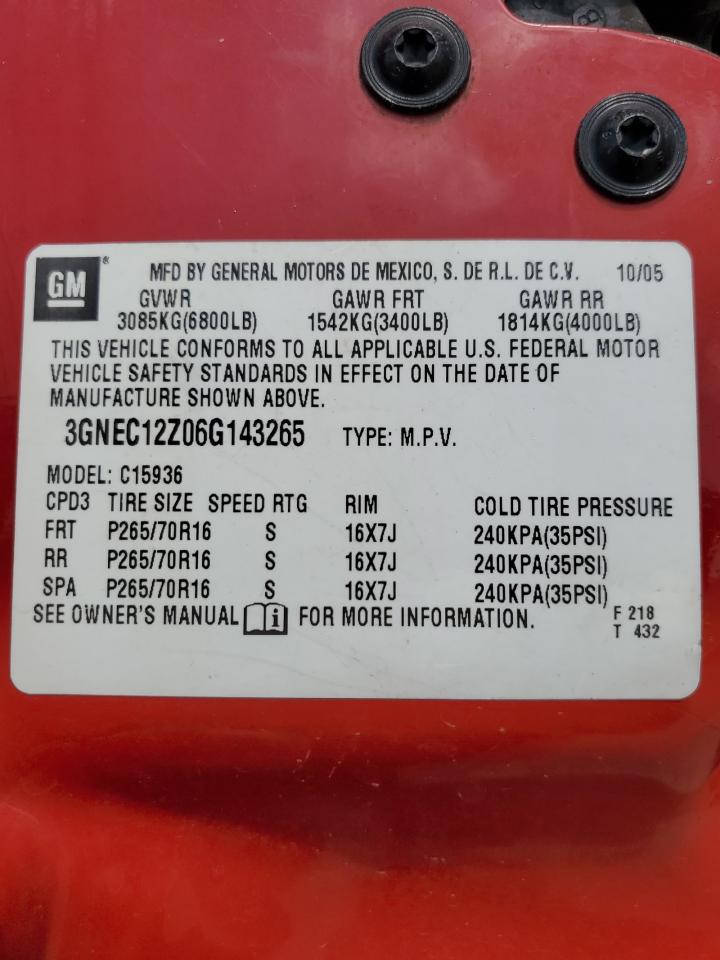 GM ® MFD BY GENERAL MOTORS DE MEXICO, S. DE R.L. DE C.V. 10/05
GVWR GAWR FRT GAWR RR
3085KG(6800LB) 1542KG(3400LB) 1814KG(4000LB)
THIS VEHICLE CONFORMS TO ALL APPLICABLE U.S. FEDERAL MOTOR
VEHICLE SAFETY STANDARDS IN EFFECT ON THE DATE OF
MANUFACTURE SHOWN ABOVE.
3GNEC12Z06G143265 TYPE: M.P.V.
MODEL: C15936
CPD3 TIRE SIZE SPEED RTG RIM COLD TIRE PRESSURE
FRT P265/70R16 S 16X7J 240KPA(35PSI)
RR P265/70R16 S 16X7J 240KPA(35PSI)
SPA P265/70R16 S 16X7J 240KPA(35PSI)
SEE OWNER'S MANUAL i FOR MORE INFORMATION. F 218
T 432